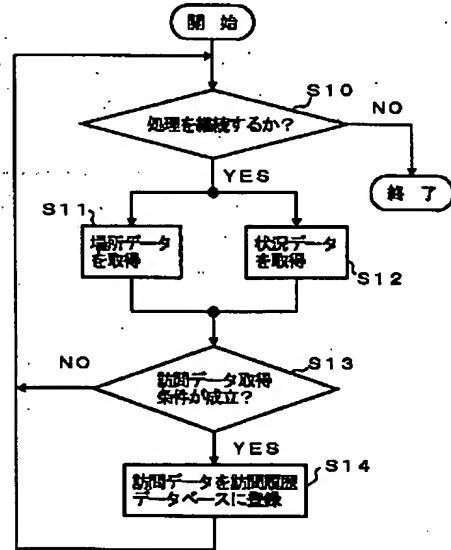 開始
S10
処理を継続するか?
NO
YES
終了
S11
場所データ
を取得
状況データ
を取得
S12
NO
S13
訪問データ取得
条件が成立?
YES
S14
訪問データを訪問履歴
データベースに登録